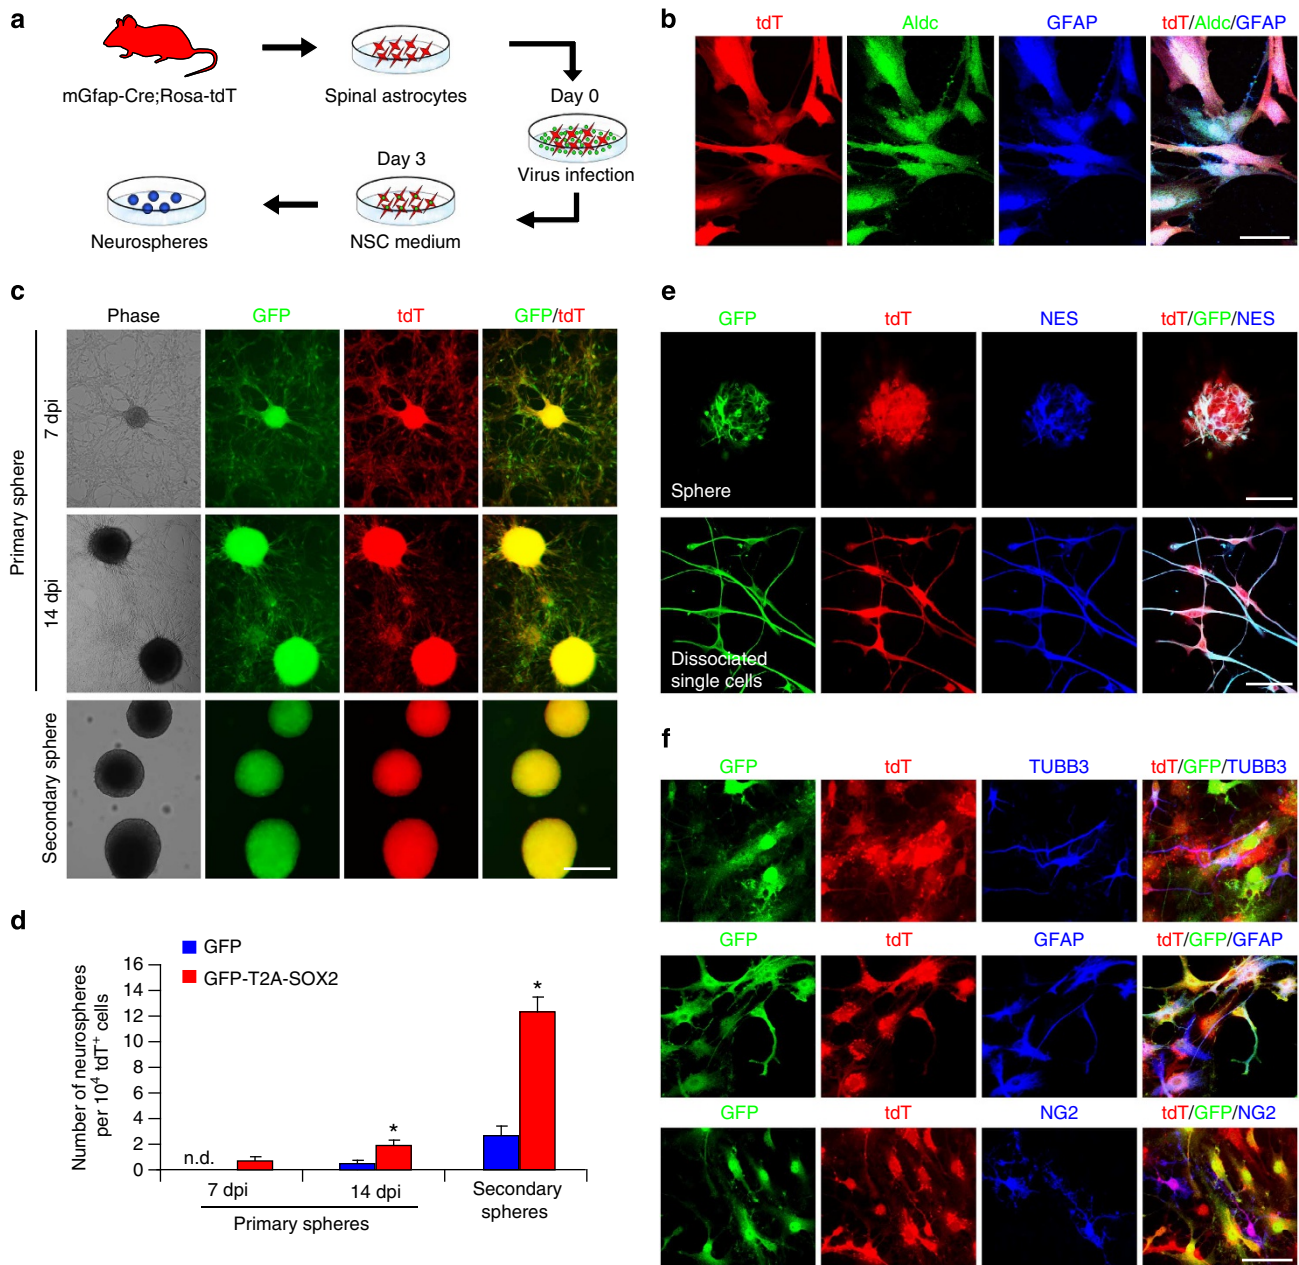 a
mGfap-Cre;Rosa-tdT
Spinal astrocytes
Day 0
Virus infection
Day 3
NSC medium
Neurospheres
b
tdT
Aldc
GFAP
tdT/Aldc/GFAP
c
Phase
GFP
tdT
GFP/tdT
Primary sphere
7 dpi
14 dpi
Secondary sphere
d
GFP
GFP-T2A-SOX2
Number of neurospheres
per 10⁴ tdT⁺ cells
16
14
12
10
8
6
4
2
0
n.d.
*
*
7 dpi
14 dpi
Secondary
spheres
Primary spheres
e
GFP
tdT
NES
tdT/GFP/NES
Sphere
Dissociated
single cells
f
GFP
tdT
TUBB3
tdT/GFP/TUBB3
GFP
tdT
GFAP
tdT/GFP/GFAP
GFP
tdT
NG2
tdT/GFP/NG2